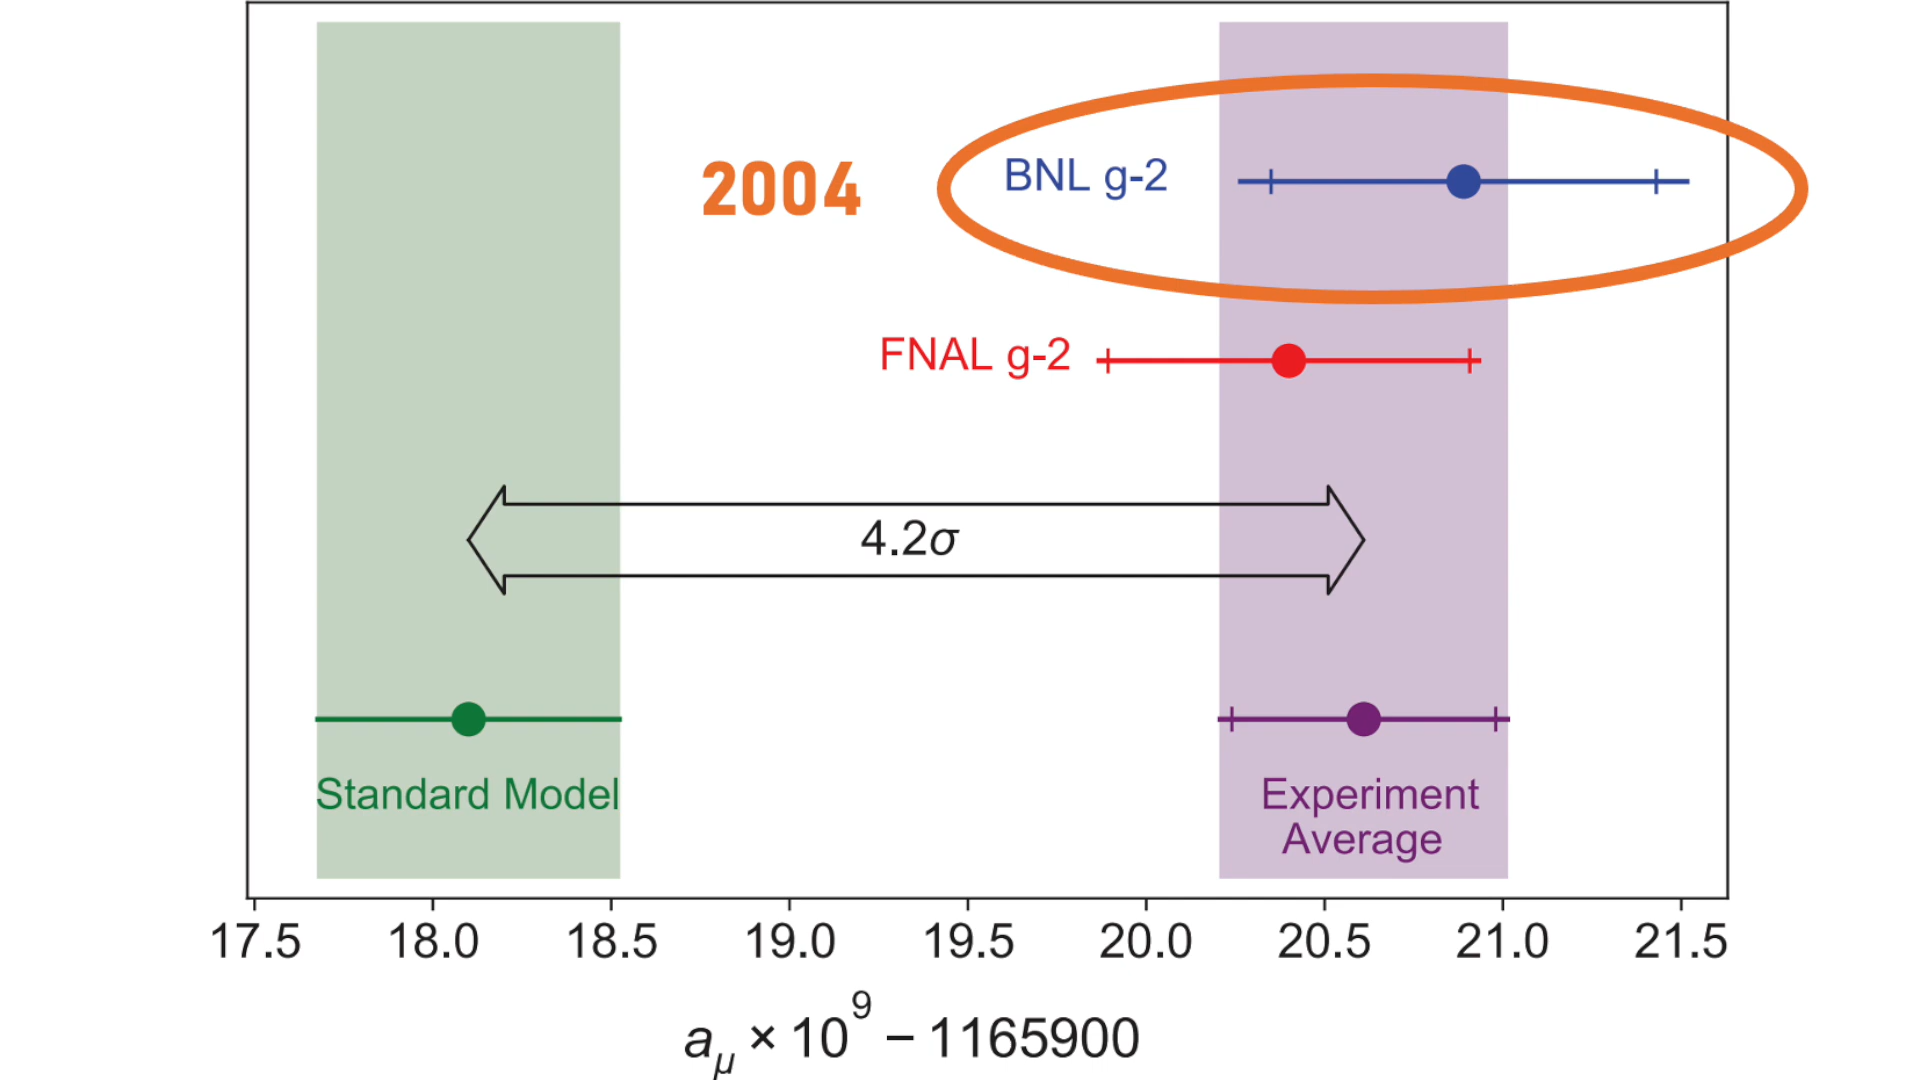 2004
BNL g-2
FNAL g-2
4.2σ
Standard Model
Experiment
Average
17.5 18.0 18.5 19.0 19.5 20.0 20.5 21.0 21.5
aμ × 10⁹ − 1165900